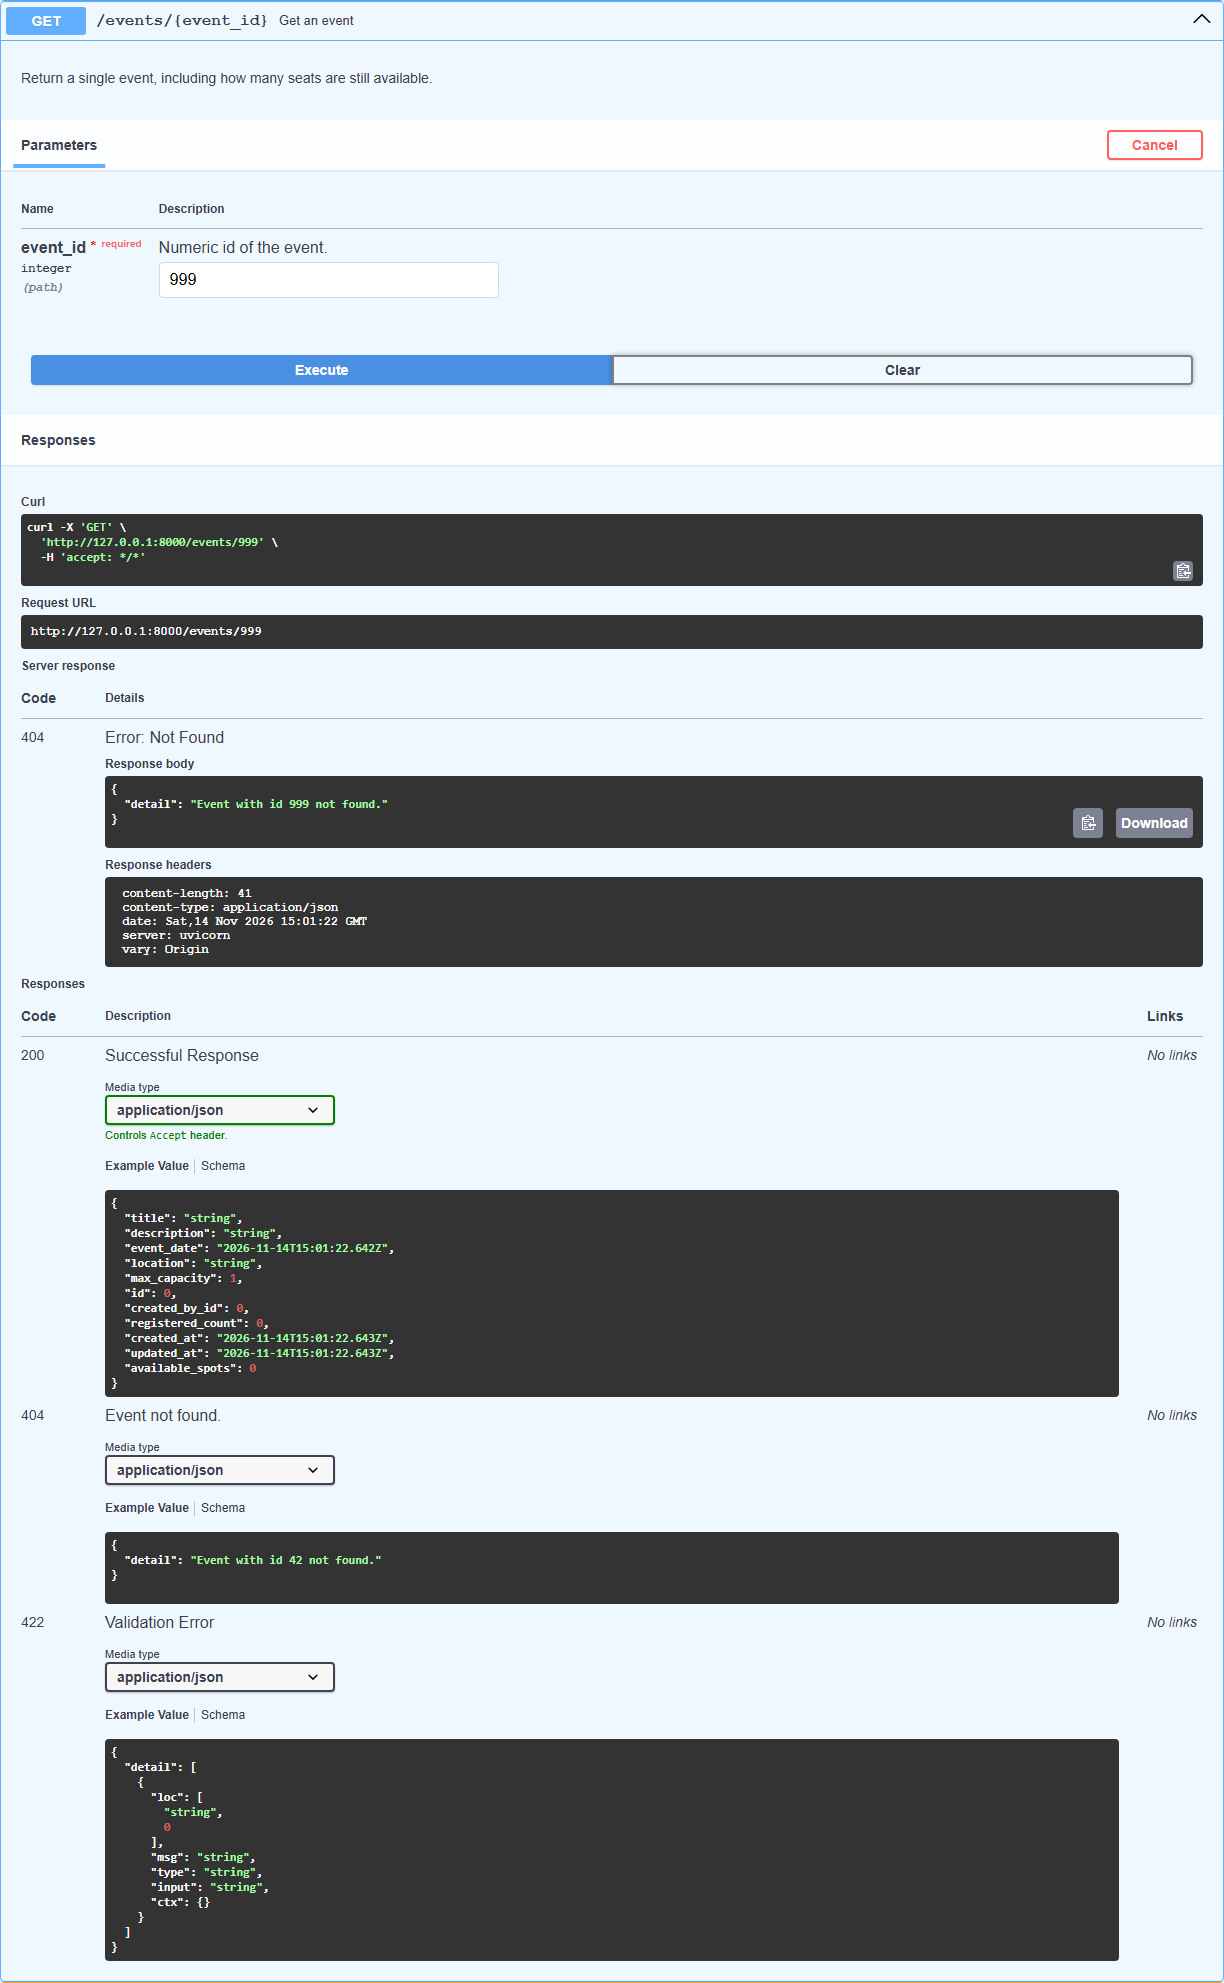 GET /events/{event_id} Get an event
Return a single event, including how many seats are still available.
Parameters
Cancel
Name Description
event_id * required
integer
(path)
Numeric id of the event.
999
Execute Clear
Responses
Curl
curl -X 'GET' \
  'http://127.0.0.1:8000/events/999' \
  -H 'accept: */*'
Request URL
http://127.0.0.1:8000/events/999
Server response
Code Details
404 Error: Not Found
Response body
{
  "detail": "Event with id 999 not found."
}
Download
Response headers
content-length: 41
content-type: application/json
date: Sat,14 Nov 2026 15:01:22 GMT
server: uvicorn
vary: Origin
Responses
Code Description Links
200 Successful Response No links
Media type
application/json
Controls Accept header.
Example Value Schema
{
  "title": "string",
  "description": "string",
  "event_date": "2026-11-14T15:01:22.642Z",
  "location": "string",
  "max_capacity": 1,
  "id": 0,
  "created_by_id": 0,
  "registered_count": 0,
  "created_at": "2026-11-14T15:01:22.643Z",
  "updated_at": "2026-11-14T15:01:22.643Z",
  "available_spots": 0
}
404 Event not found. No links
Media type
application/json
Example Value Schema
{
  "detail": "Event with id 42 not found."
}
422 Validation Error No links
Media type
application/json
Example Value Schema
{
  "detail": [
    {
      "loc": [
        "string",
        0
      ],
      "msg": "string",
      "type": "string",
      "input": "string",
      "ctx": {}
    }
  ]
}